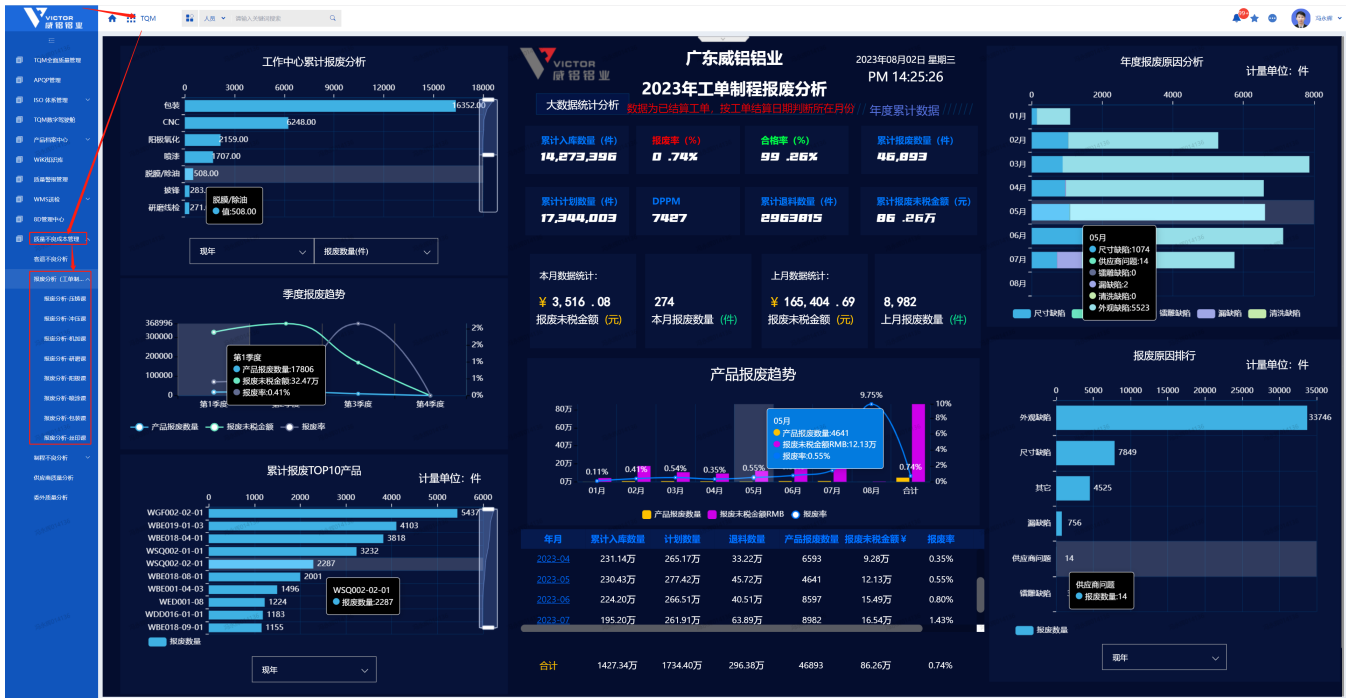 VICTOR
威铝铝业
TQM
人员
请输入关键词搜索
99+
马永辉
TQM全面质量管理
APQP管理
ISO 体系管理
TQM数字驾驶舱
产品档案中心
WIKI知识库
质量警报管理
WMS送检
8D管理中心
质量不良成本管理
客诉不良分析
报废分析（工单制...
报废分析-压铸课
报废分析-冲压课
报废分析-机加课
报废分析-研磨课
报废分析-阳极课
报废分析-喷涂课
报废分析-包装课
报废分析-丝印课
制程不良分析
供应商质量分析
委外质量分析
工作中心累计报废分析
0 3000 6000 9000 12000 15000 18000
包装 16352.00
CNC 6248.00
阳极氧化 2159.00
喷漆 1707.00
脱膜/除油 508.00
披锋 283.
研磨线检 271.
脱膜/除油
值:508.00
现年 报废数量(件)
季度报废趋势
368996
300000
200000
100000
0
2%
2%
1%
1%
0%
第1季度
产品报废数量:17806
报废未税金额:32.47万
报废率:0.41%
第1季度 第3季度 第4季度
产品报废数量 报废未税金额 报废率
累计报废TOP10产品
计量单位：件
0 1000 2000 3000 4000 5000 6000
WGF002-02-01 5437
WBE019-01-03 4103
WBE018-04-01 3818
WSQ002-01-01 3232
WSQ002-02-01 2287
WBE018-08-01 2001
WBE001-04-03 1496
WED001-08 1224
WDD016-01-01 1183
WBE018-09-01 1155
WSQ002-02-01
报废数量:2287
报废数量
现年
VICTOR
威铝铝业
广东威铝铝业
2023年工单制程报废分析
2023年08月02日 星期三
PM 14:25:26
大数据统计分析
数据为已结算工单，按工单结算日期判断所在月份
// 年度累计数据 //////
累计入库数量（件）
14,273,396
报废率（%）
0 .74%
合格率（%）
99 .26%
累计报废数量（件）
46,893
累计计划数量（件）
17,344,003
DPPM
7427
累计退料数量（件）
2963815
累计报废未税金额（元）
86 .26万
本月数据统计：
¥ 3,516 .08
报废未税金额（元）
274
本月报废数量（件）
上月数据统计：
¥ 165,404 .69
报废未税金额（元）
8,982
上月报废数量（件）
产品报废趋势
80万
60万
40万
20万
0万
10%
8%
6%
4%
2%
0%
0.11% 0.41% 0.54% 0.35% 0.55% 9.75% 0.74%
05月
产品报废数量:4641
报废未税金额RMB:12.13万
报废率:0.55%
01月 02月 03月 04月 05月 06月 07月 08月 合计
产品报废数量 报废未税金额RMB 报废率
年月 累计入库数量 计划数量 退料数量 产品报废数量 报废未税金额¥ 报废率
2023-04 231.14万 265.17万 33.22万 6593 9.28万 0.35%
2023-05 230.43万 277.42万 45.72万 4641 12.13万 0.55%
2023-06 224.20万 266.51万 40.51万 8597 15.49万 0.80%
2023-07 195.20万 261.91万 63.89万 8982 16.54万 1.43%
合计 1427.34万 1734.40万 296.38万 46893 86.26万 0.74%
年度报废原因分析
计量单位：件
0 2000 4000 6000 8000
01月
02月
03月
04月
05月
06月
07月
08月
05月
尺寸缺陷:1074
供应商问题:14
镭雕缺陷:0
漏缺陷:2
清洗缺陷:0
外观缺陷:5523
尺寸缺陷 镭雕缺陷 漏缺陷 清洗缺陷
报废原因排行
计量单位：件
0 5000 10000 15000 20000 25000 30000 35000
外观缺陷 33746
尺寸缺陷 7849
其它 4525
漏缺陷 756
供应商问题 14
镭雕缺陷
供应商问题
报废数量:14
报废数量
现年